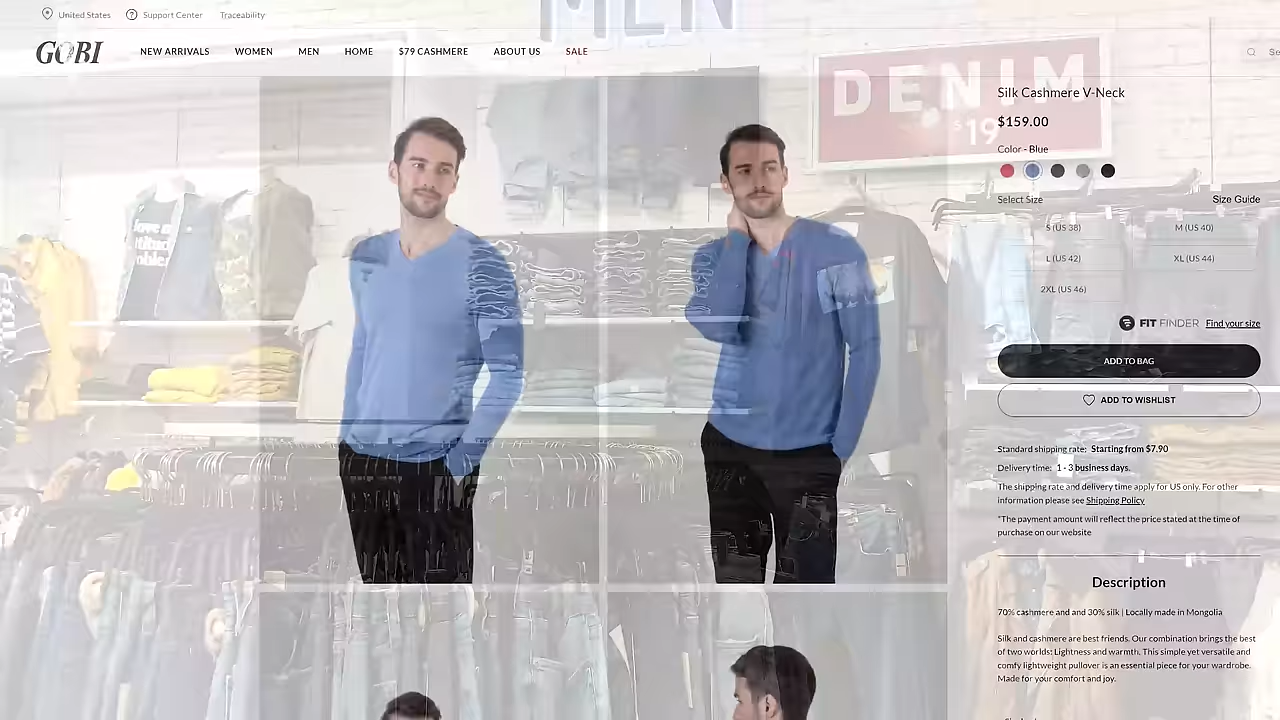 MEN
United States
Support Center
Traceability
GOBI
NEW ARRIVALS
WOMEN
MEN
HOME
$79 CASHMERE
ABOUT US
SALE
DENIM
$19
Silk Cashmere V-Neck
$159.00
Color - Blue
Select Size
Size Guide
S (US 38)
M (US 40)
L (US 42)
XL (US 44)
2XL (US 46)
FIT FINDER
Find your size
ADD TO BAG
ADD TO WISHLIST
Standard shipping rate: Starting from $7.90
Delivery time: 1 - 3 business days.
The shipping rate and delivery time apply for US only. For other
information please see Shipping Policy
*The payment amount will reflect the price stated at the time of
purchase on our website
Description
70% cashmere and and 30% silk | Locally made in Mongolia
Silk and cashmere are best friends. Our combination brings the best
of two worlds: Lightness and warmth. This simple yet versatile and
comfy lightweight pullover is an essential piece for your wardrobe.
Made for your comfort and joy.